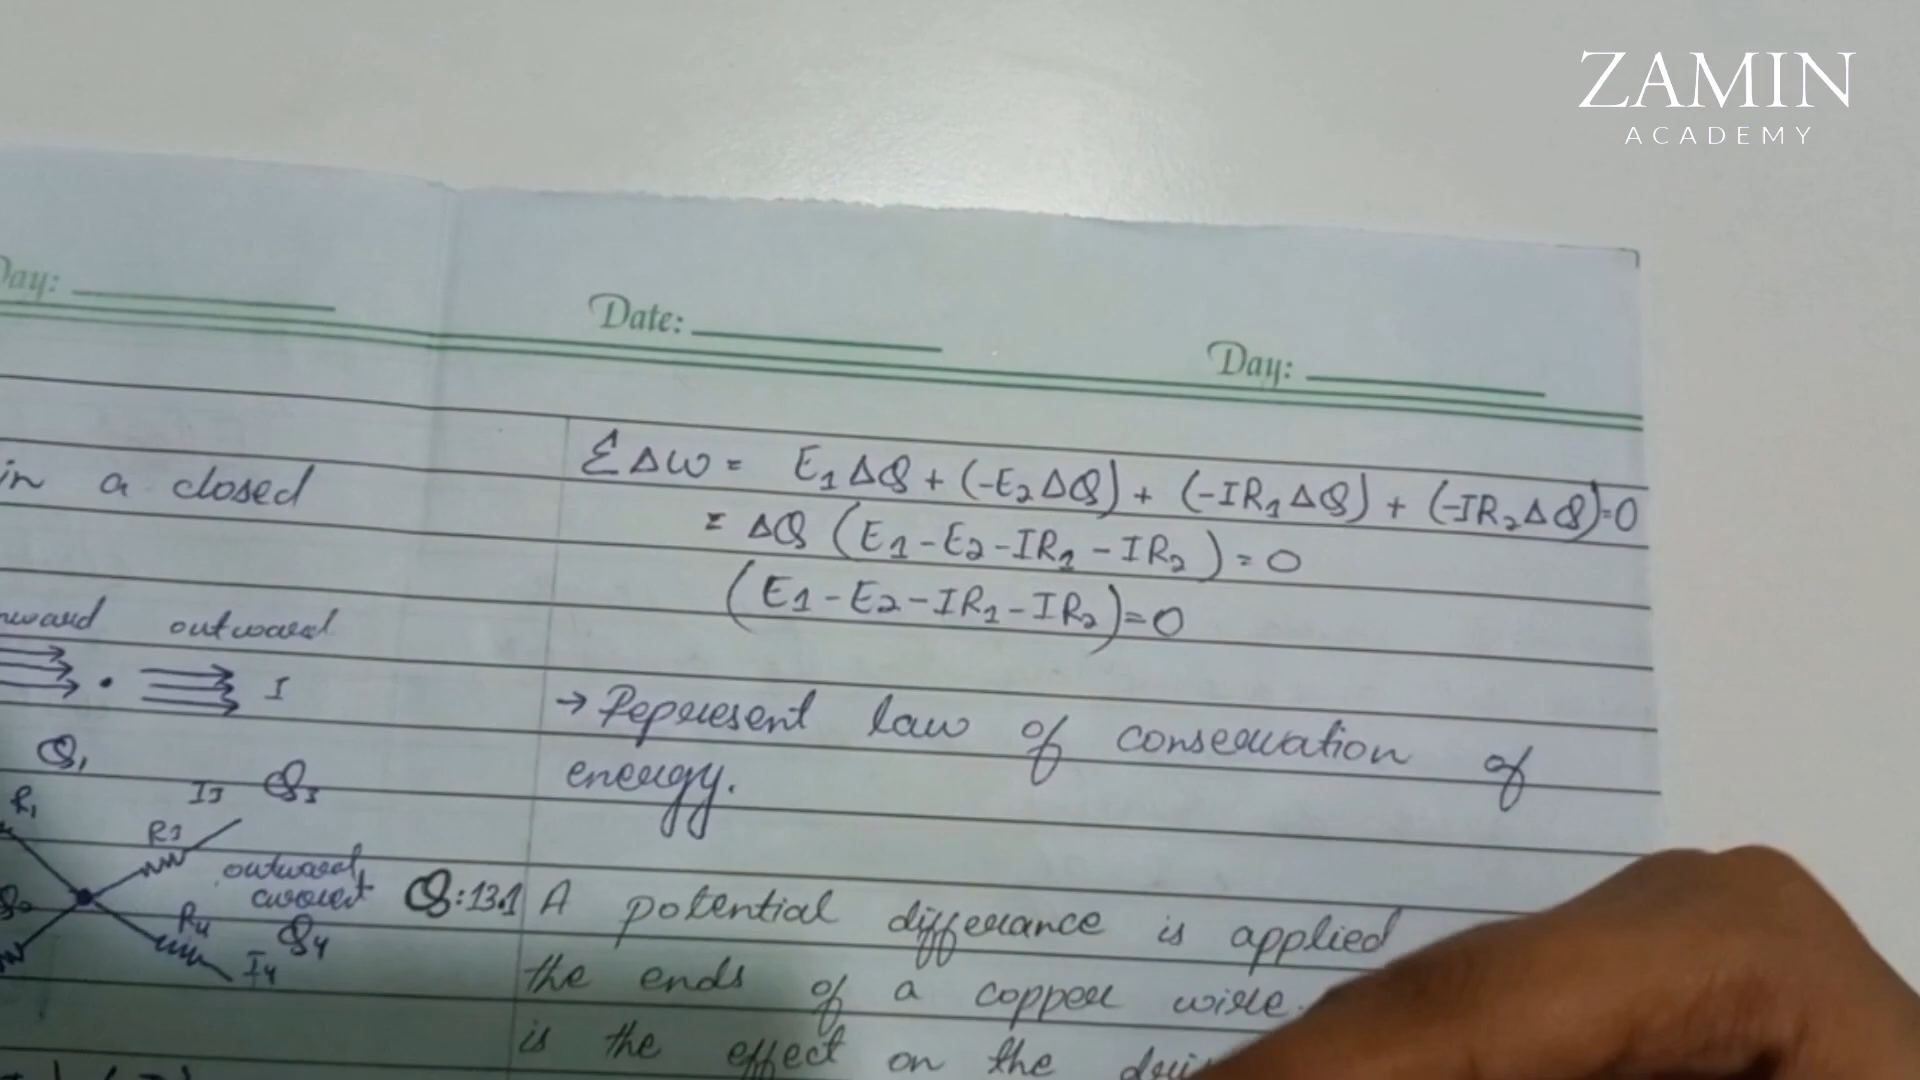 ZAMIN
ACADEMY
Day:
Date:
Day:
in a closed
outward
I
Q1
R1
I3 Q3
R3
outward
current
R4 Q4
I4
ΣΔW = E1ΔQ + (-E2ΔQ) + (-IR1ΔQ) + (-IR2ΔQ)=0
= ΔQ (E1-E2-IR1-IR2)=0
(E1-E2-IR1-IR2)=0
→ Represent law of conservation of
energy.
Q:13.1 A potential differance is applied
the ends of a copper wire.
is the effect on the